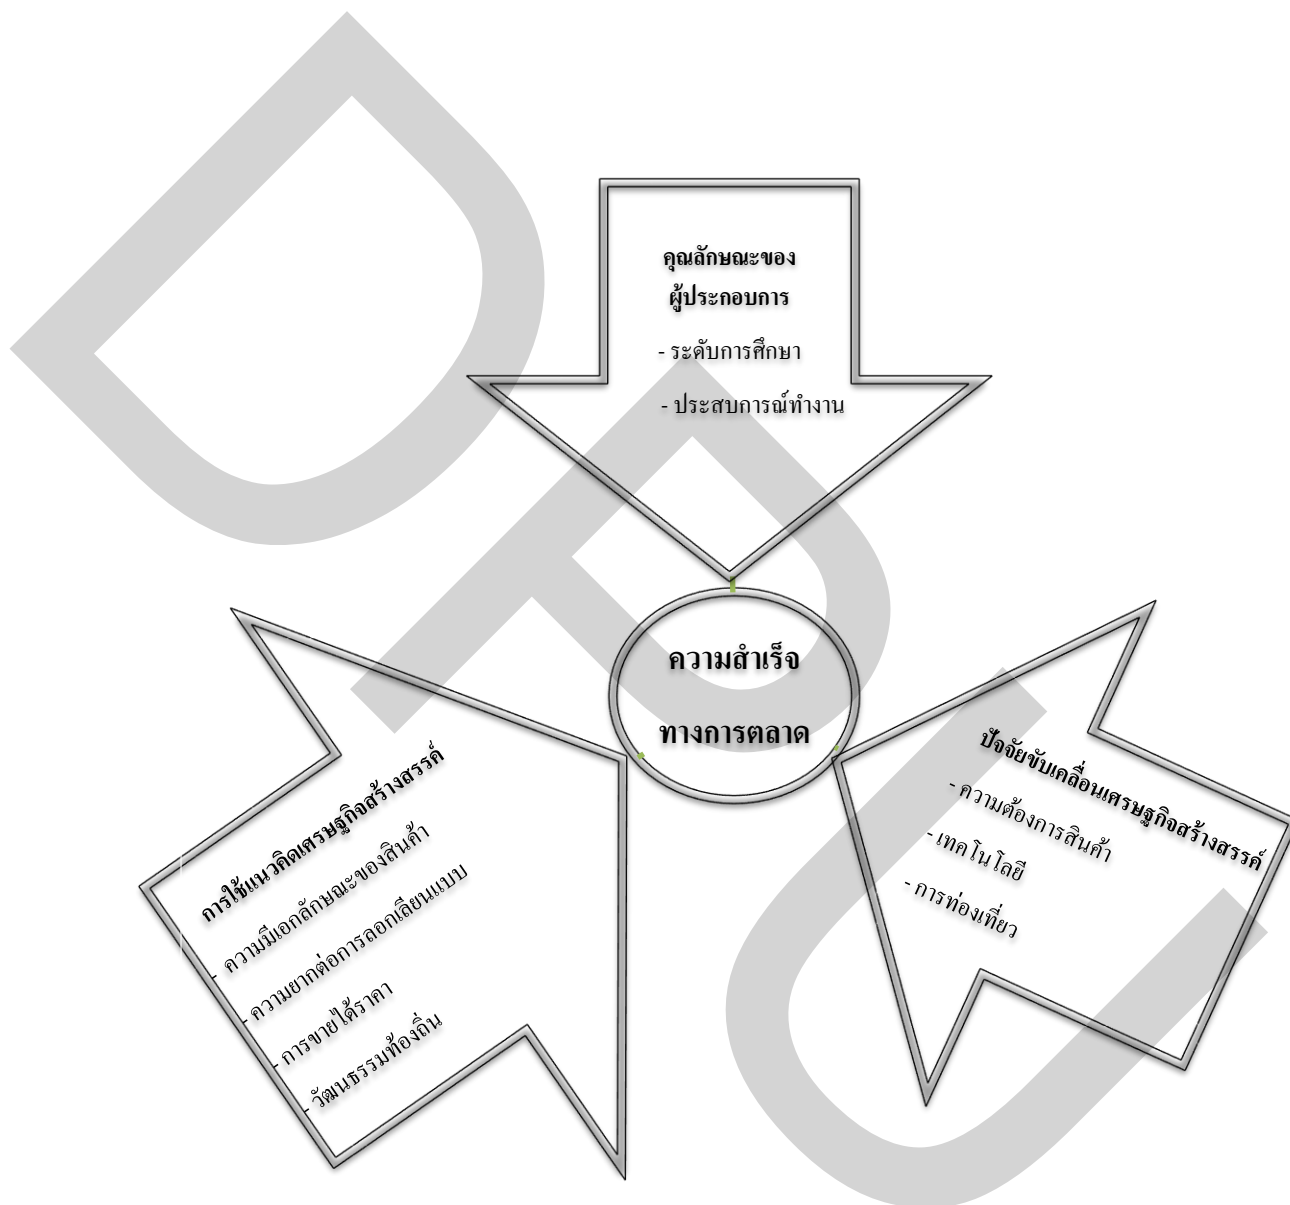 คุณลักษณะของ
ผู้ประกอบการ
- ระดับการศึกษา
- ประสบการณ์ทำงาน
ความสำเร็จ
ทางการตลาด
การใช้แนวคิดเศรษฐกิจสร้างสรรค์
- ความมีเอกลักษณะของสินค้า
- ความยากต่อการลอกเลียนแบบ
- การขายได้ราคา
- วัฒนธรรมท้องถิ่น
ปัจจัยขับเคลื่อนเศรษฐกิจสร้างสรรค์
- ความต้องการสินค้า
- เทคโนโลยี
- การท่องเที่ยว
DPU